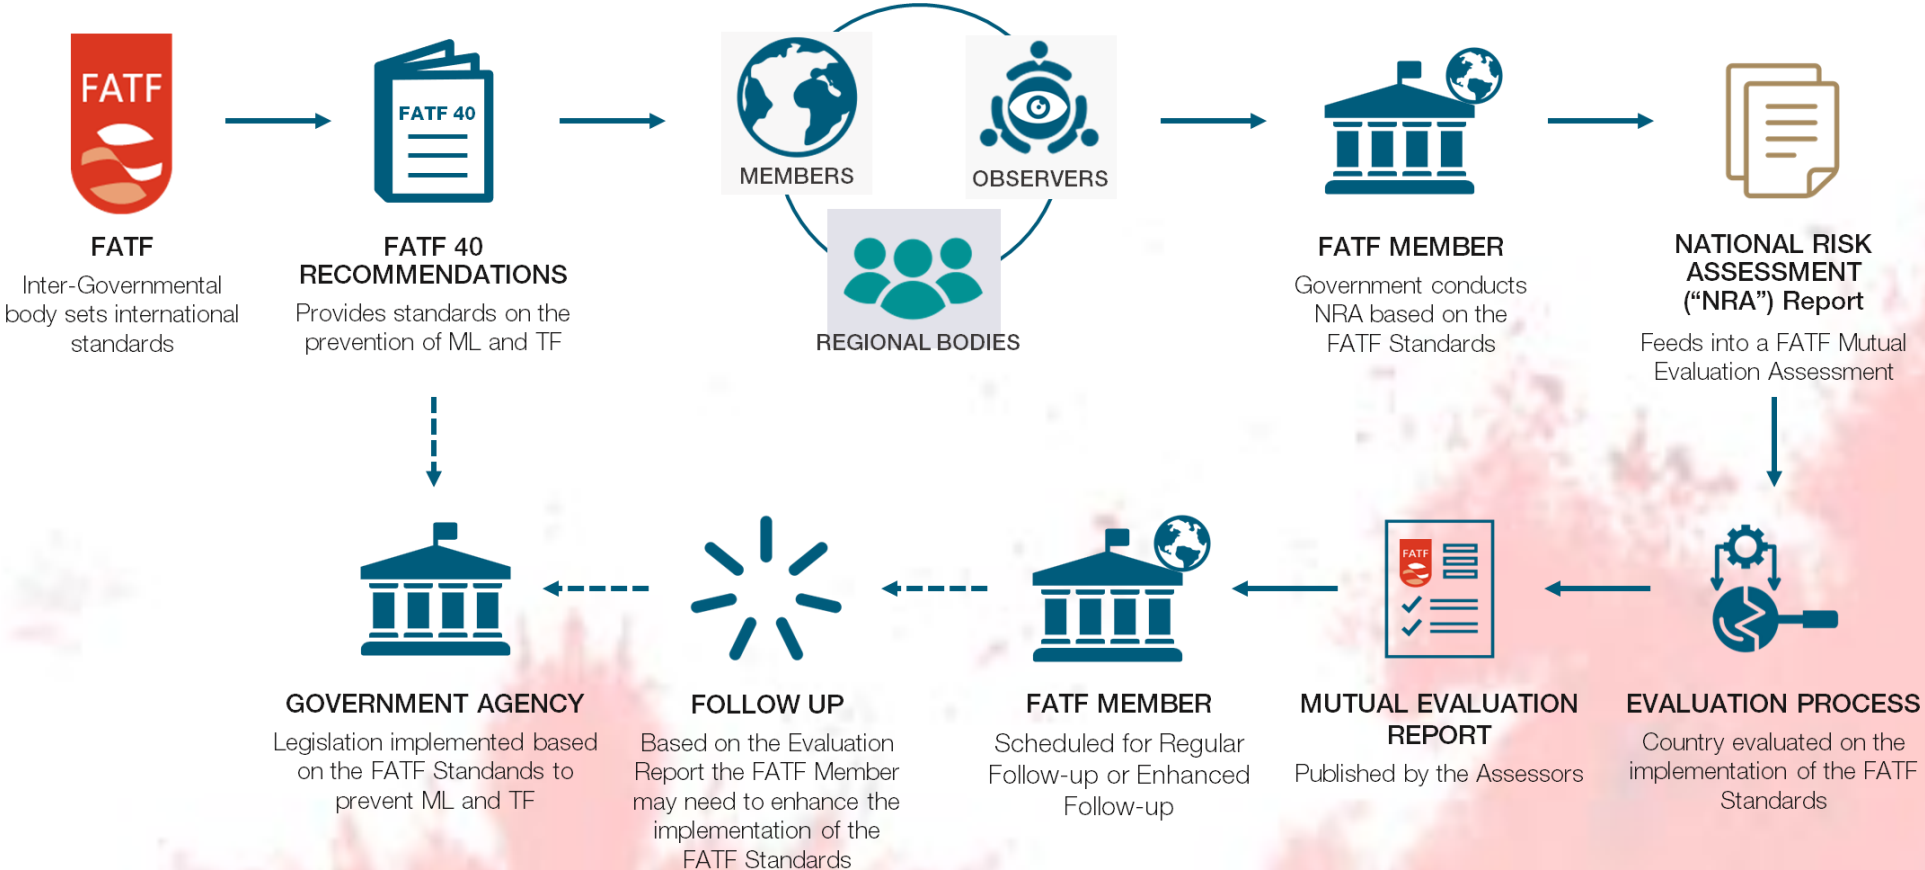 FATF
FATF
Inter-Governmental
body sets international
standards
FATF 40
FATF 40
RECOMMENDATIONS
Provides standards on the
prevention of ML and TF
MEMBERS
OBSERVERS
REGIONAL BODIES
FATF MEMBER
Government conducts
NRA based on the
FATF Standards
NATIONAL RISK
ASSESSMENT
(“NRA”) Report
Feeds into a FATF Mutual
Evaluation Assessment
GOVERNMENT AGENCY
Legislation implemented based
on the FATF Standands to
prevent ML and TF
FOLLOW UP
Based on the Evaluation
Report the FATF Member
may need to enhance the
implementation of the
FATF Standards
FATF MEMBER
Scheduled for Regular
Follow-up or Enhanced
Follow-up
FATF
MUTUAL EVALUATION
REPORT
Published by the Assessors
EVALUATION PROCESS
Country evaluated on the
implementation of the FATF
Standards